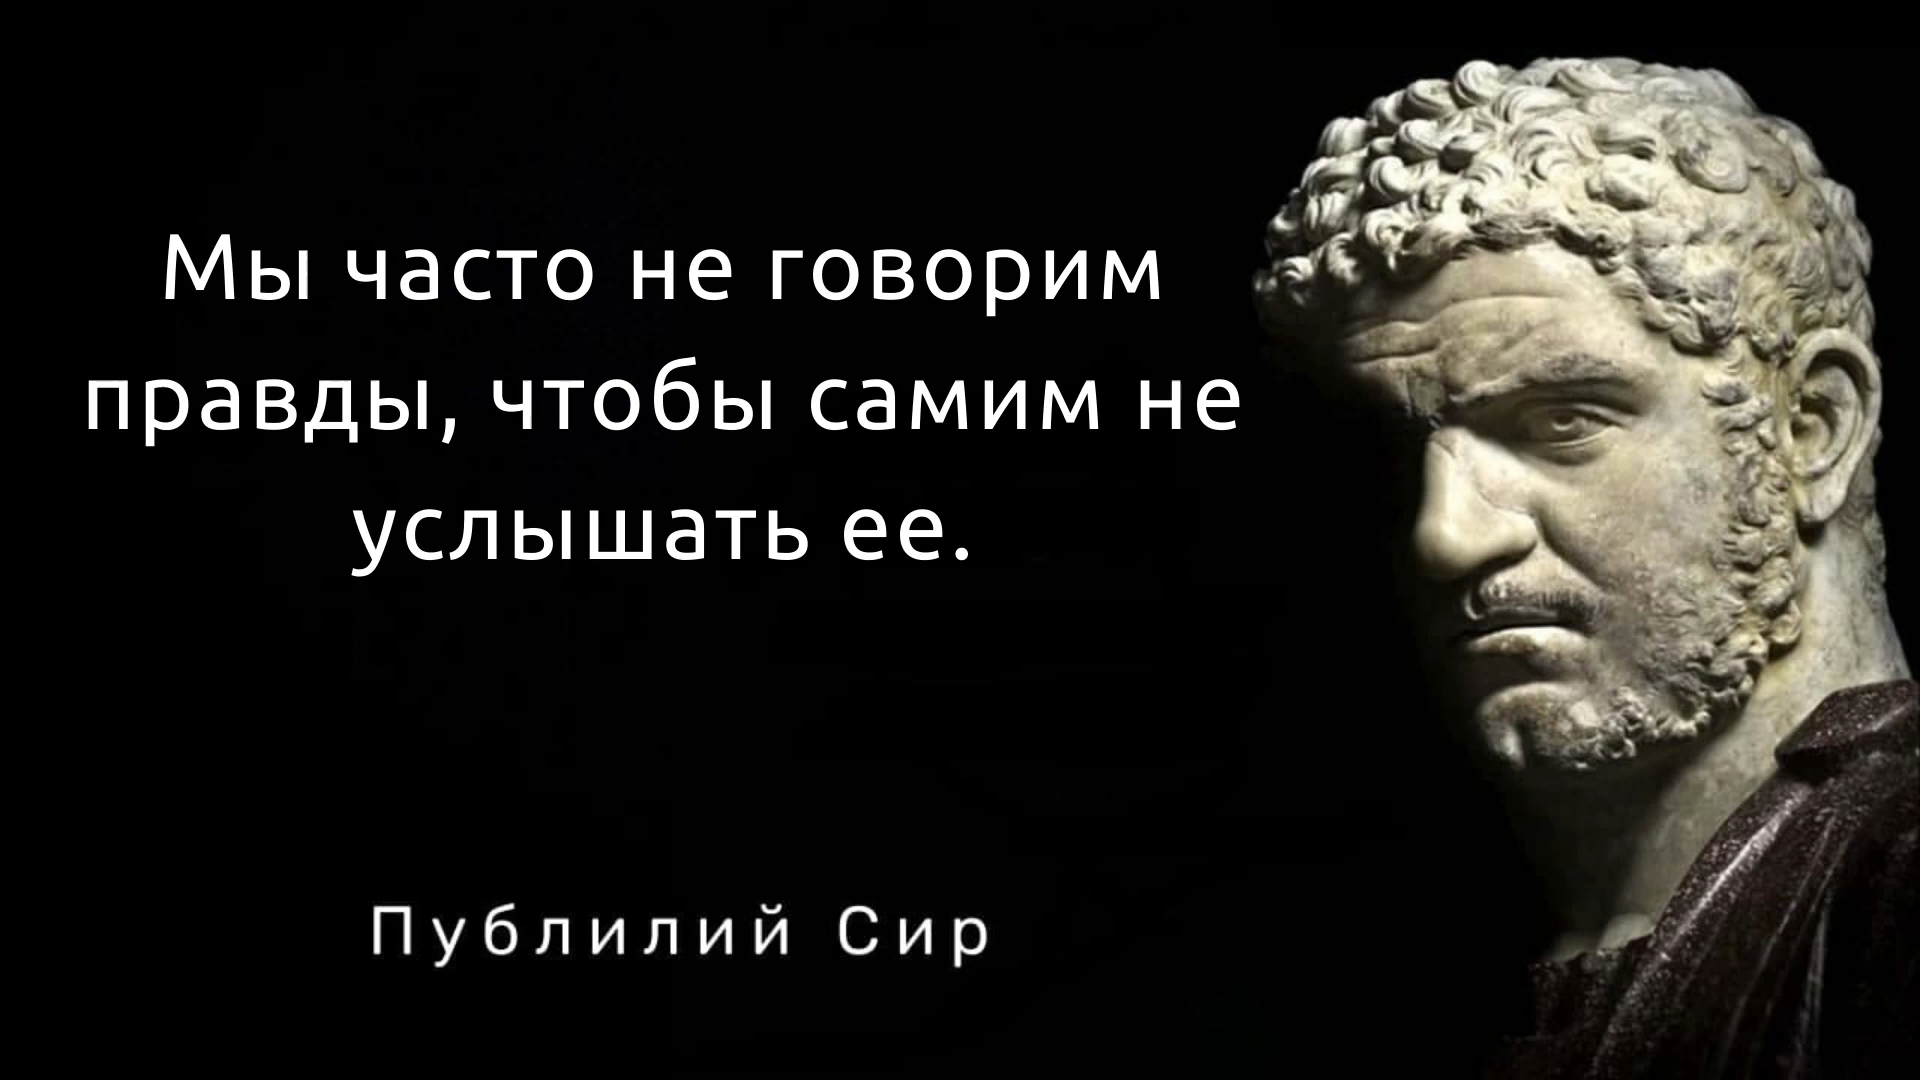 Мы часто не говорим
правды, чтобы самим не
услышать ее.
Публилий Сир